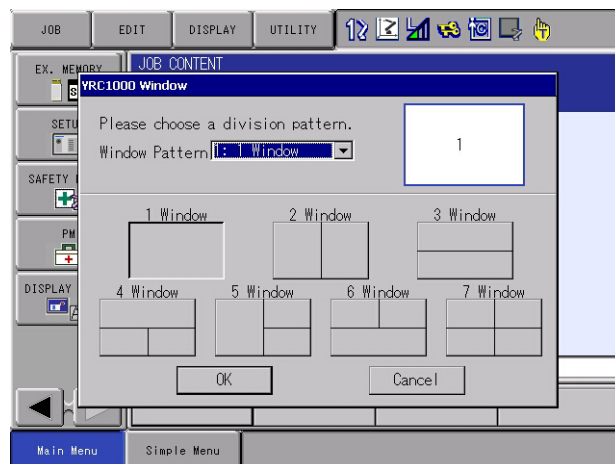 JOB EDIT DISPLAY UTILITY
JOB CONTENT
EX. MEMORY
YRC1000 Window
Please choose a division pattern.
Window Pattern 1: 1 Window
1
SETU
SAFETY
PM
DISPLAY
1 Window 2 Window 3 Window
4 Window 5 Window 6 Window 7 Window
OK Cancel
Main Menu Simple Menu